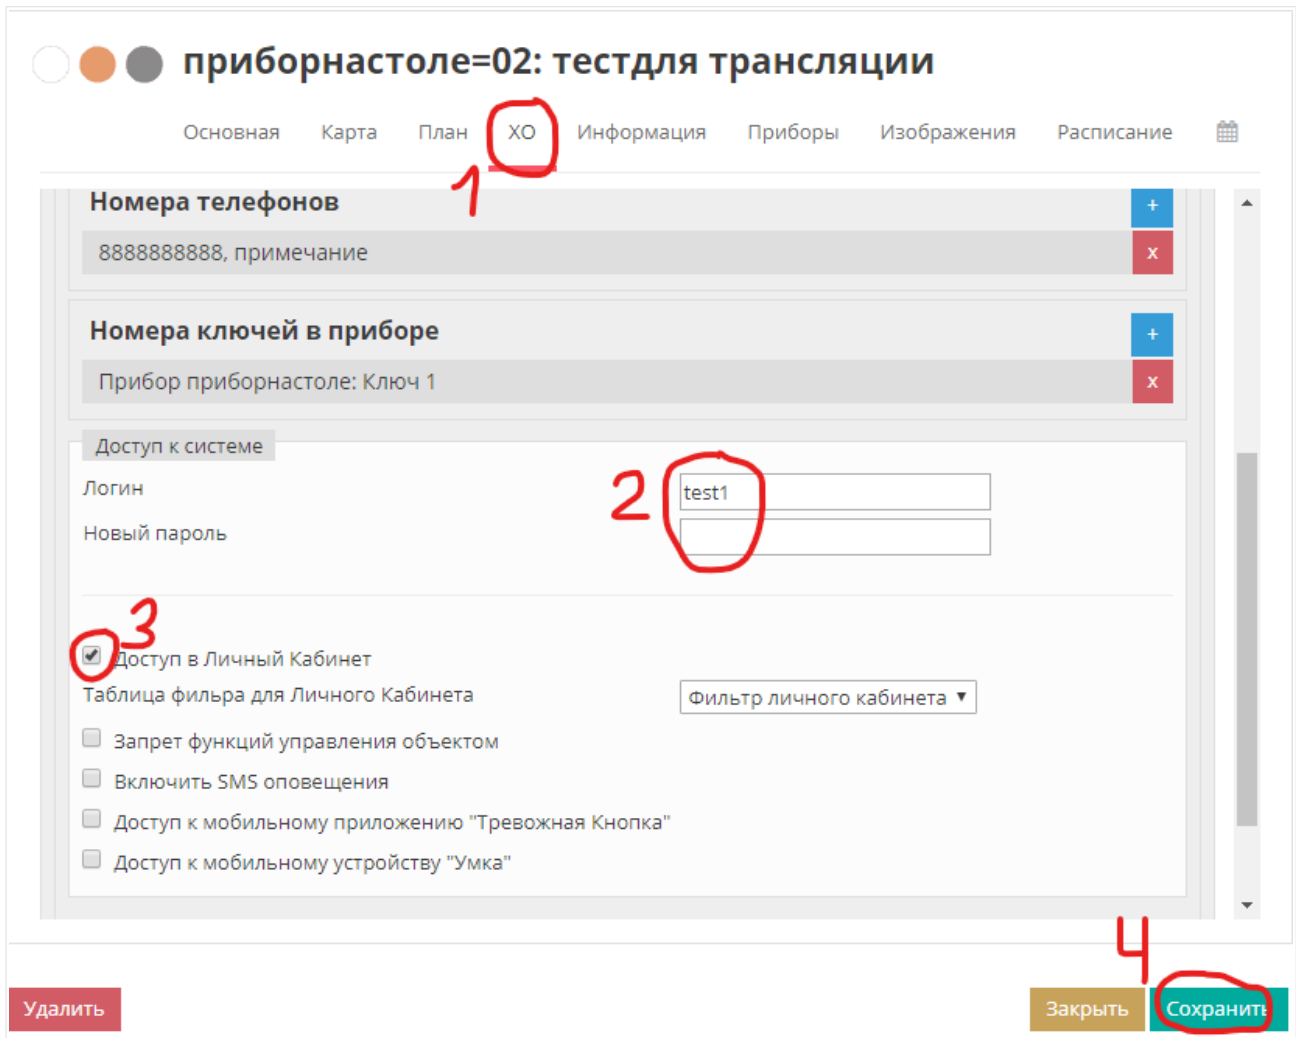 приборнастоле=02: тестдля трансляции
Основная Карта План ХО Информация Приборы Изображения Расписание
1
Номера телефонов +
8888888888, примечание x
Номера ключей в приборе +
Прибор приборнастоле: Ключ 1 x
Доступ к системе
Логин 2 test1
Новый пароль
3
Доступ в Личный Кабинет
Таблица фильра для Личного Кабинета Фильтр личного кабинета
Запрет функций управления объектом
Включить SMS оповещения
Доступ к мобильному приложению "Тревожная Кнопка"
Доступ к мобильному устройству "Умка"
4
Удалить Закрыть Сохранить